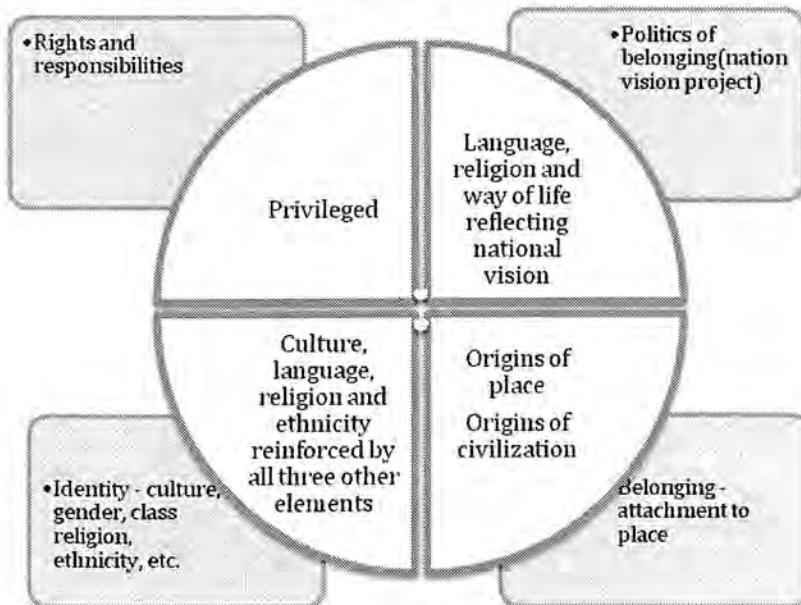 •Rights and
responsibilities
•Politics of
belonging(nation
vision project)
Privileged
Language,
religion and
way of life
reflecting
national
vision
Culture,
language,
religion and
ethnicity
reinforced by
all three other
elements
Origins of
place
Origins of
civilization
•Identity - culture,
gender, class
religion,
ethnicity, etc.
Belonging -
attachment to
place